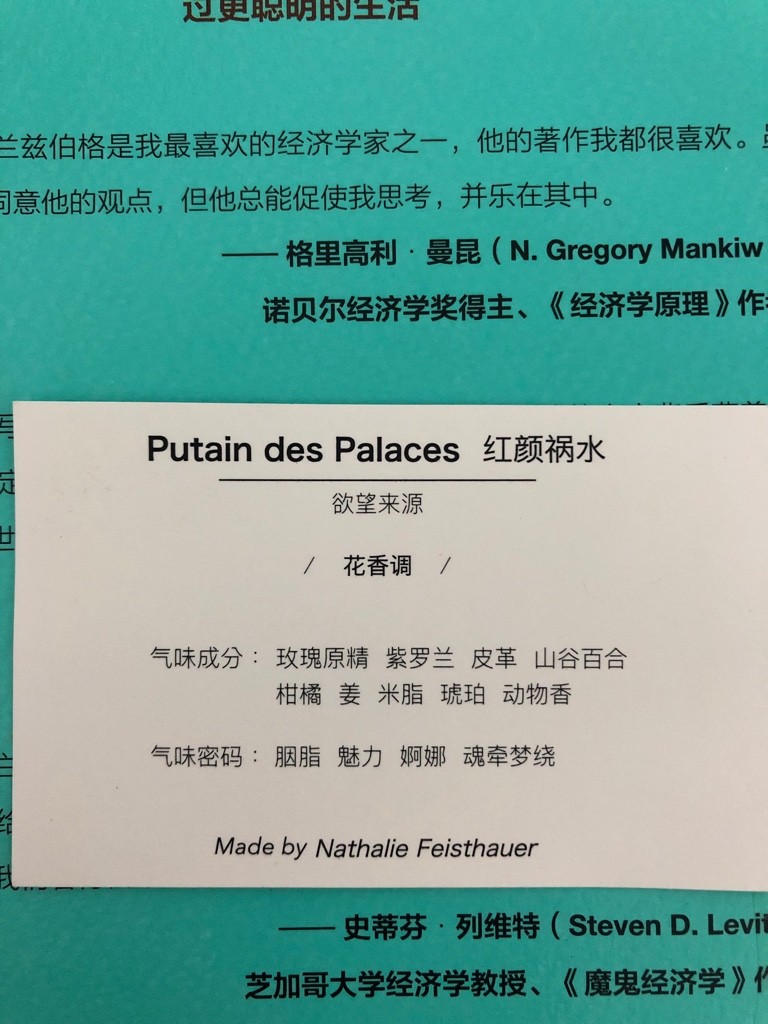 过更聪明的生活
兰兹伯格是我最喜欢的经济学家之一，他的著作我都很喜欢。
同意他的观点，但他总能促使我思考，并乐在其中。
—— 格里高利 · 曼昆（N. Gregory Mankiw
诺贝尔经济学奖得主、《经济学原理》作
Putain des Palaces 红颜祸水
欲望来源
/ 花香调 /
气味成分： 玫瑰原精 紫罗兰 皮革 山谷百合
柑橘 姜 米脂 琥珀 动物香
气味密码： 胭脂 魅力 婀娜 魂牵梦绕
Made by Nathalie Feisthauer
—— 史蒂芬 · 列维特（Steven D. Levit
芝加哥大学经济学教授、《魔鬼经济学》作